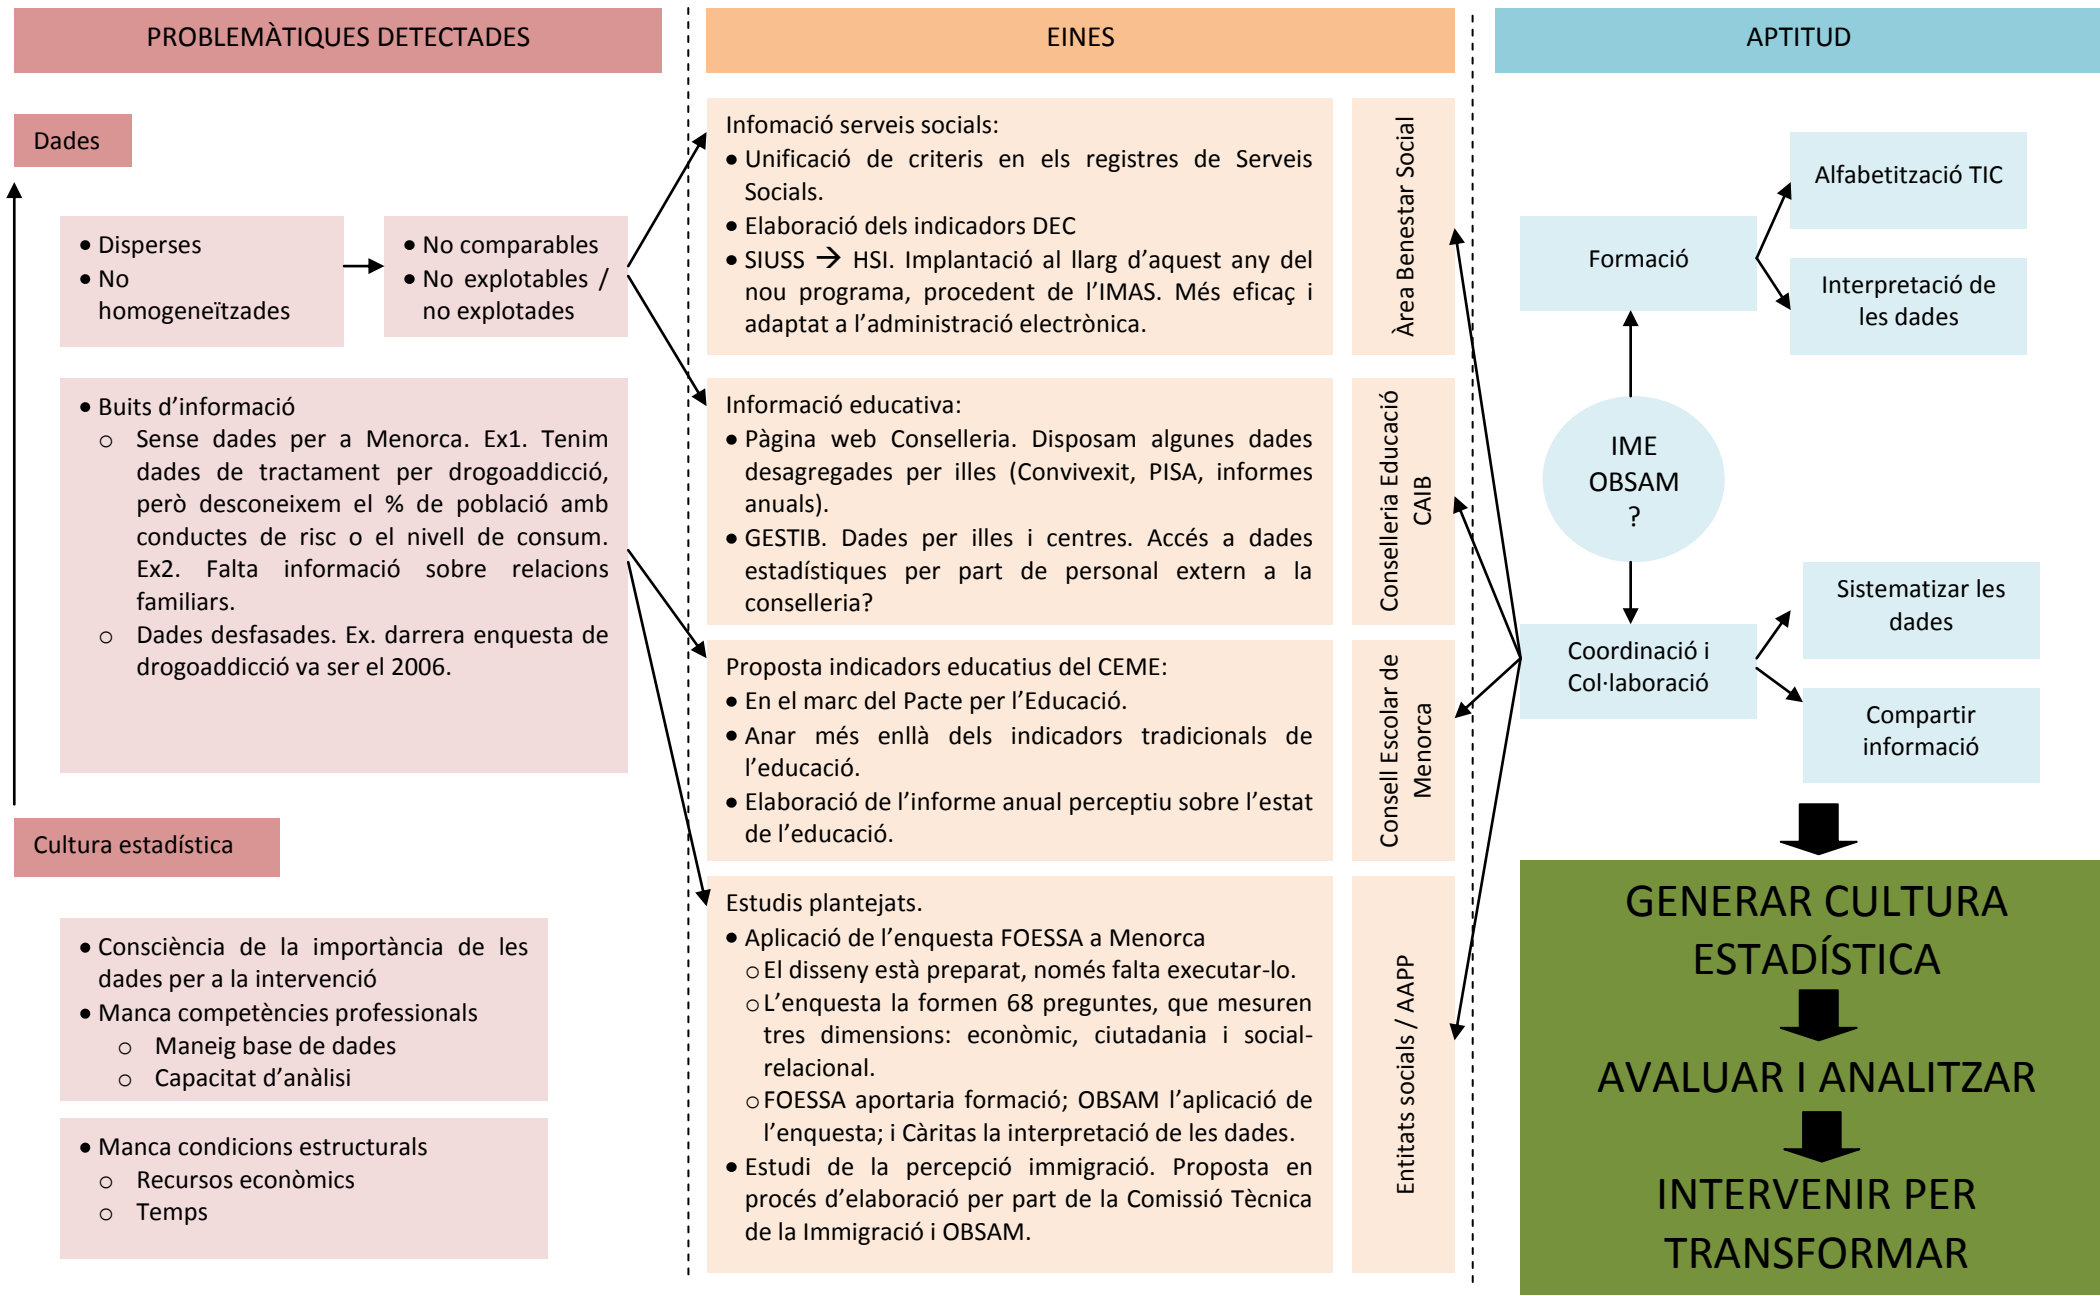 PROBLEMÀTIQUES DETECTADES
Dades
• Disperses
• No
homogeneïtzades
• No comparables
• No explotables /
no explotades
• Buits d’informació
o Sense dades per a Menorca. Ex1. Tenim
dades de tractament per drogoaddicció,
però desconeixem el % de població amb
conductes de risc o el nivell de consum.
Ex2. Falta informació sobre relacions
familiars.
o Dades desfasades. Ex. darrera enquesta de
drogoaddicció va ser el 2006.
Cultura estadística
• Consciència de la importància de les
dades per a la intervenció
• Manca competències professionals
o Maneig base de dades
o Capacitat d’anàlisi
• Manca condicions estructurals
o Recursos econòmics
o Temps
EINES
Infomació serveis socials:
• Unificació de criteris en els registres de Serveis
Socials.
• Elaboració dels indicadors DEC
• SIUSS → HSI. Implantació al llarg d’aquest any del
nou programa, procedent de l’IMAS. Més eficaç i
adaptat a l’administració electrònica.
Àrea Benestar Social
Informació educativa:
• Pàgina web Conselleria. Disposam algunes dades
desagregades per illes (Convivexit, PISA, informes
anuals).
• GESTIB. Dades per illes i centres. Accés a dades
estadístiques per part de personal extern a la
conselleria?
Conselleria Educació
CAIB
Proposta indicadors educatius del CEME:
• En el marc del Pacte per l’Educació.
• Anar més enllà dels indicadors tradicionals de
l’educació.
• Elaboració de l’informe anual perceptiu sobre l’estat
de l’educació.
Consell Escolar de
Menorca
Estudis plantejats.
• Aplicació de l’enquesta FOESSA a Menorca
o El disseny està preparat, només falta executar-lo.
o L’enquesta la formen 68 preguntes, que mesuren
tres dimensions: econòmic, ciutadania i social-
relacional.
o FOESSA aportaria formació; OBSAM l’aplicació de
l’enquesta; i Càritas la interpretació de les dades.
• Estudi de la percepció immigració. Proposta en
procés d’elaboració per part de la Comissió Tècnica
de la Immigració i OBSAM.
Entitats socials / AAPP
APTITUD
Alfabetització TIC
Formació
Interpretació de
les dades
IME
OBSAM
?
Sistematizar les
dades
Coordinació i
Col·laboració
Compartir
informació
GENERAR CULTURA
ESTADÍSTICA
AVALUAR I ANALITZAR
INTERVENIR PER
TRANSFORMAR